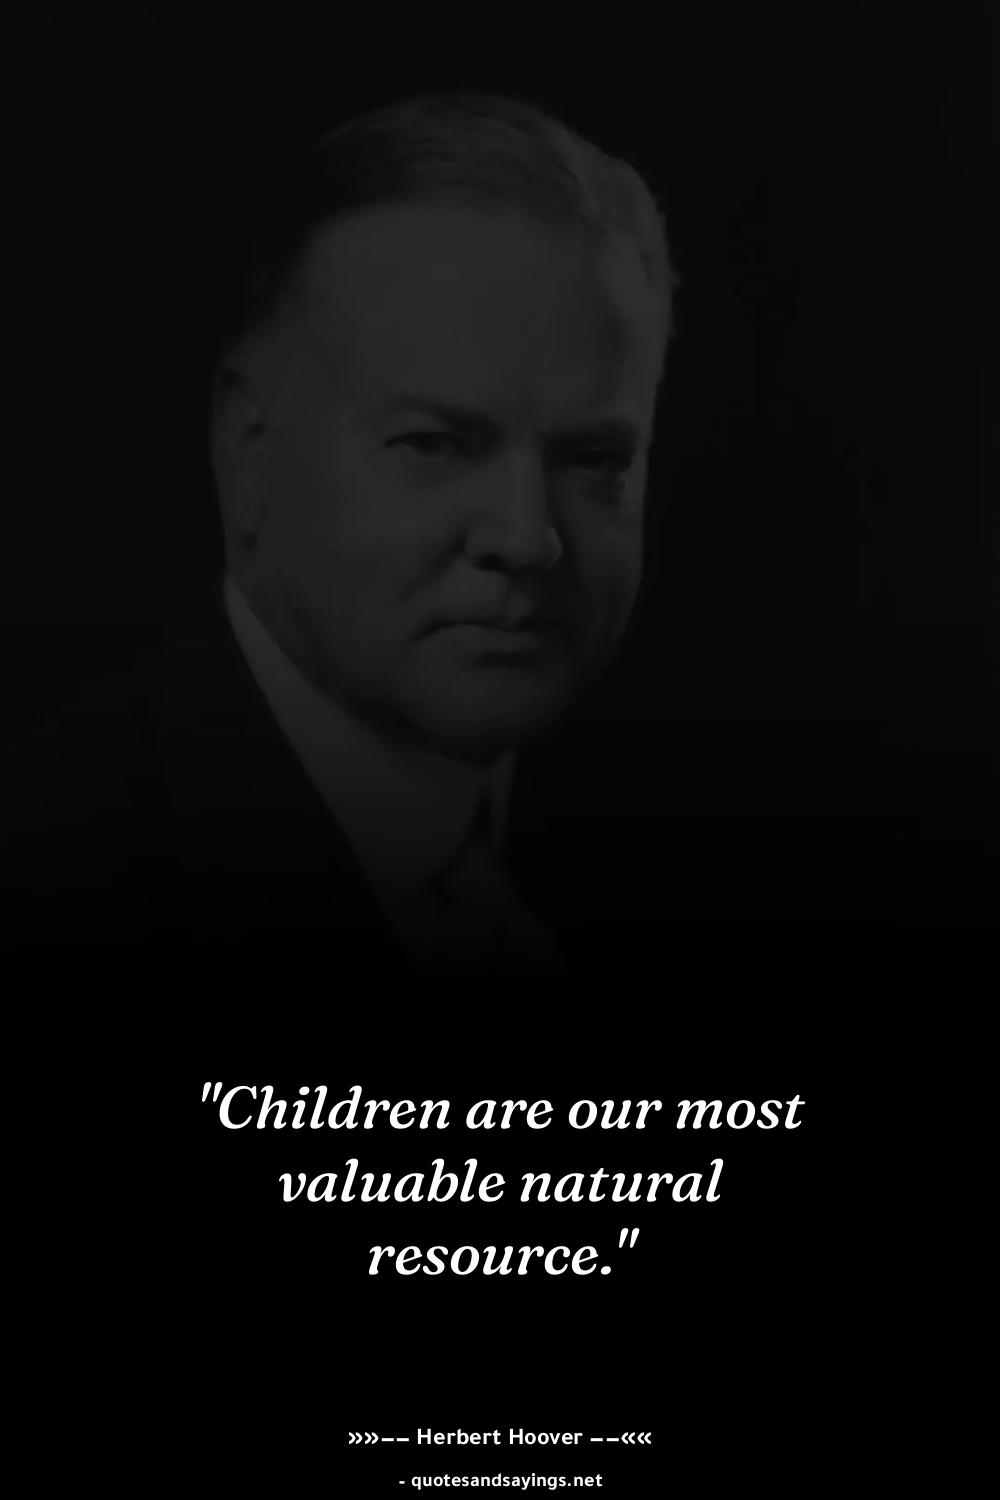 "Children are our most
valuable natural
resource."
»»–– Herbert Hoover ––««
- quotesandsayings.net